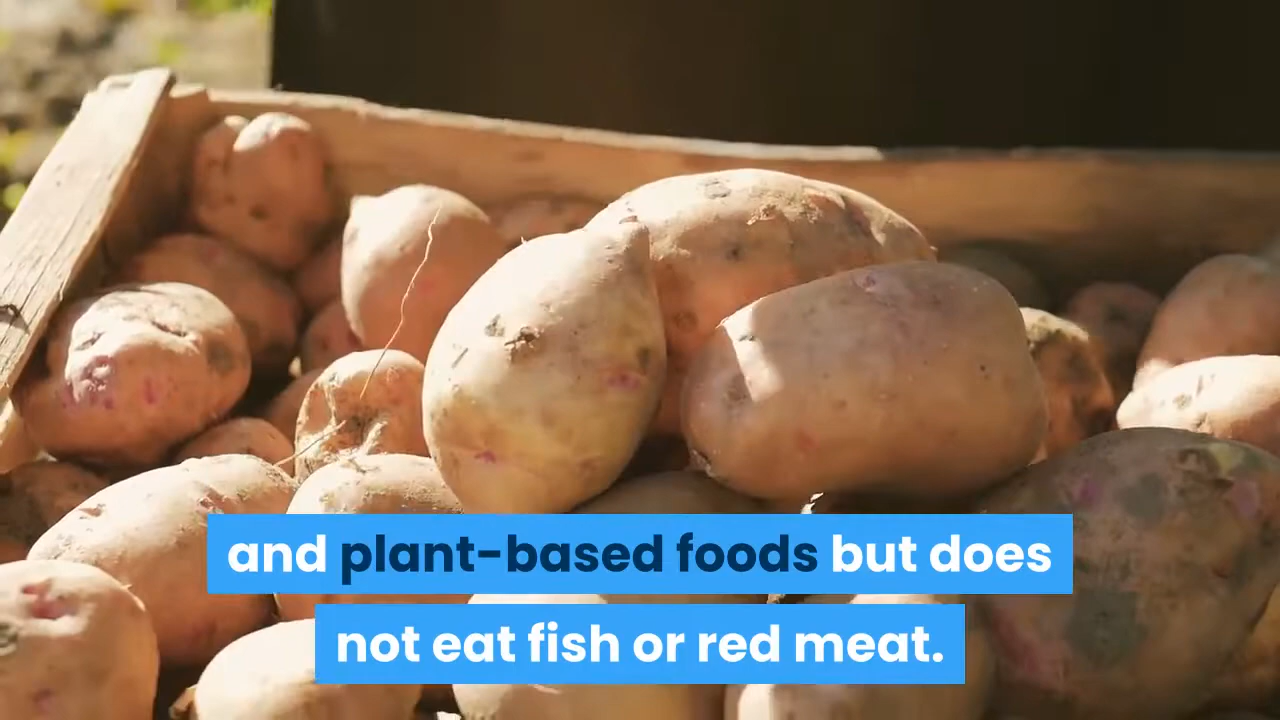 and plant-based foods but does
not eat fish or red meat.